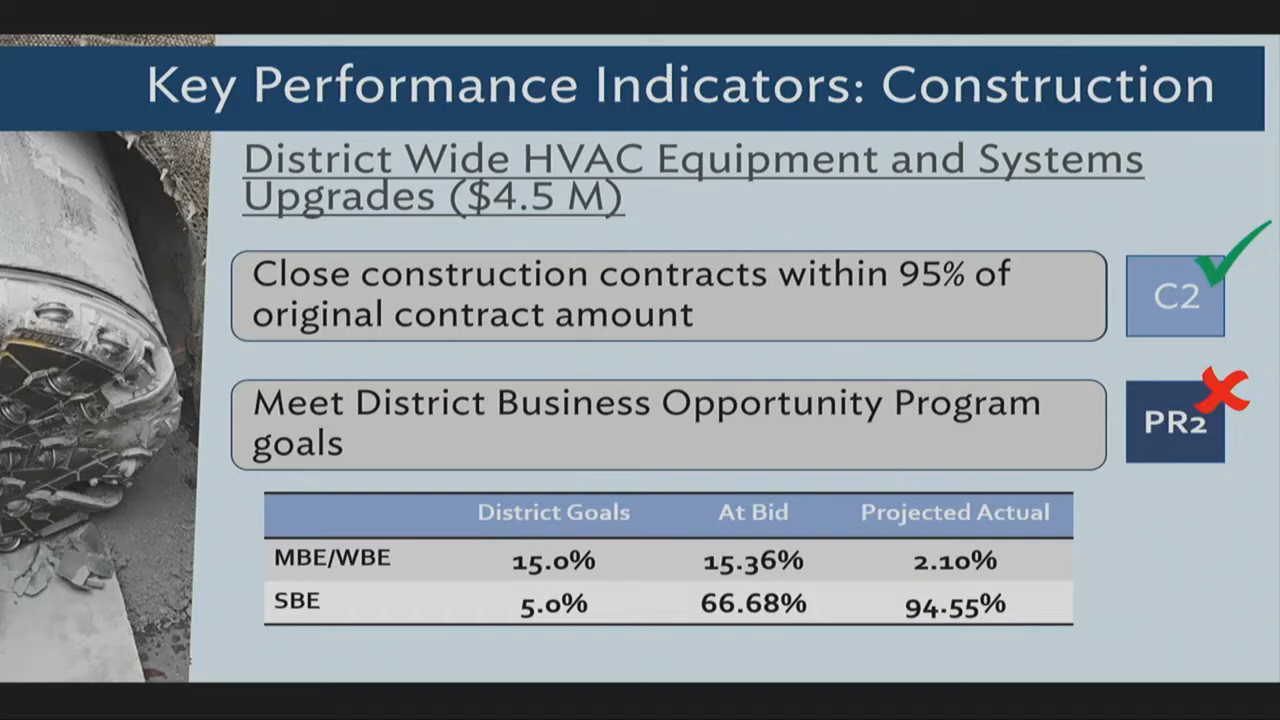 Key Performance Indicators: Construction
District Wide HVAC Equipment and Systems
Upgrades ($4.5 M)
Close construction contracts within 95% of
original contract amount
C2
Meet District Business Opportunity Program
goals
PR2
District Goals At Bid Projected Actual
MBE/WBE 15.0% 15.36% 2.10%
SBE 5.0% 66.68% 94.55%